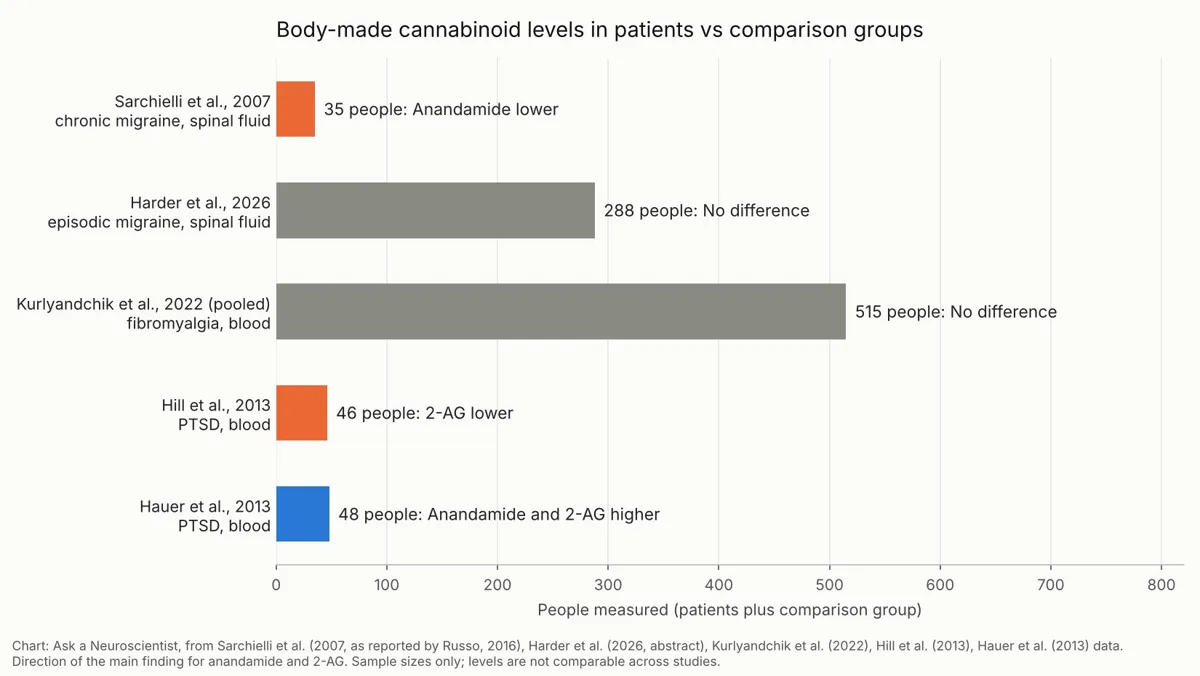 Body-made cannabinoid levels in patients vs comparison groups
Sarchielli et al., 2007
chronic migraine, spinal fluid
35 people: Anandamide lower
Harder et al., 2026
episodic migraine, spinal fluid
288 people: No difference
Kurlyandchik et al., 2022 (pooled)
fibromyalgia, blood
515 people: No difference
Hill et al., 2013
PTSD, blood
46 people: 2-AG lower
Hauer et al., 2013
PTSD, blood
48 people: Anandamide and 2-AG higher
0 100 200 300 400 500 600 700 800
People measured (patients plus comparison group)
Chart: Ask a Neuroscientist, from Sarchielli et al. (2007, as reported by Russo, 2016), Harder et al. (2026, abstract), Kurlyandchik et al. (2022), Hill et al. (2013), Hauer et al. (2013) data.
Direction of the main finding for anandamide and 2-AG. Sample sizes only; levels are not comparable across studies.